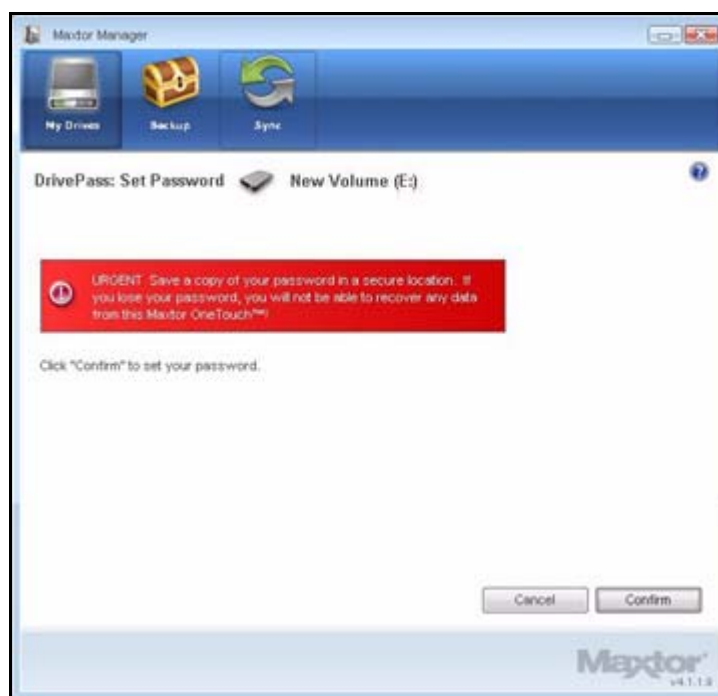 Maxtor Manager
My Drives Backup Sync
DrivePass: Set Password New Volume (E:)
URGENT Save a copy of your password in a secure location. If
you lose your password, you will not be able to recover any data
from this Maxtor OneTouch™!
Click "Confirm" to set your password.
Cancel Confirm
Maxtor